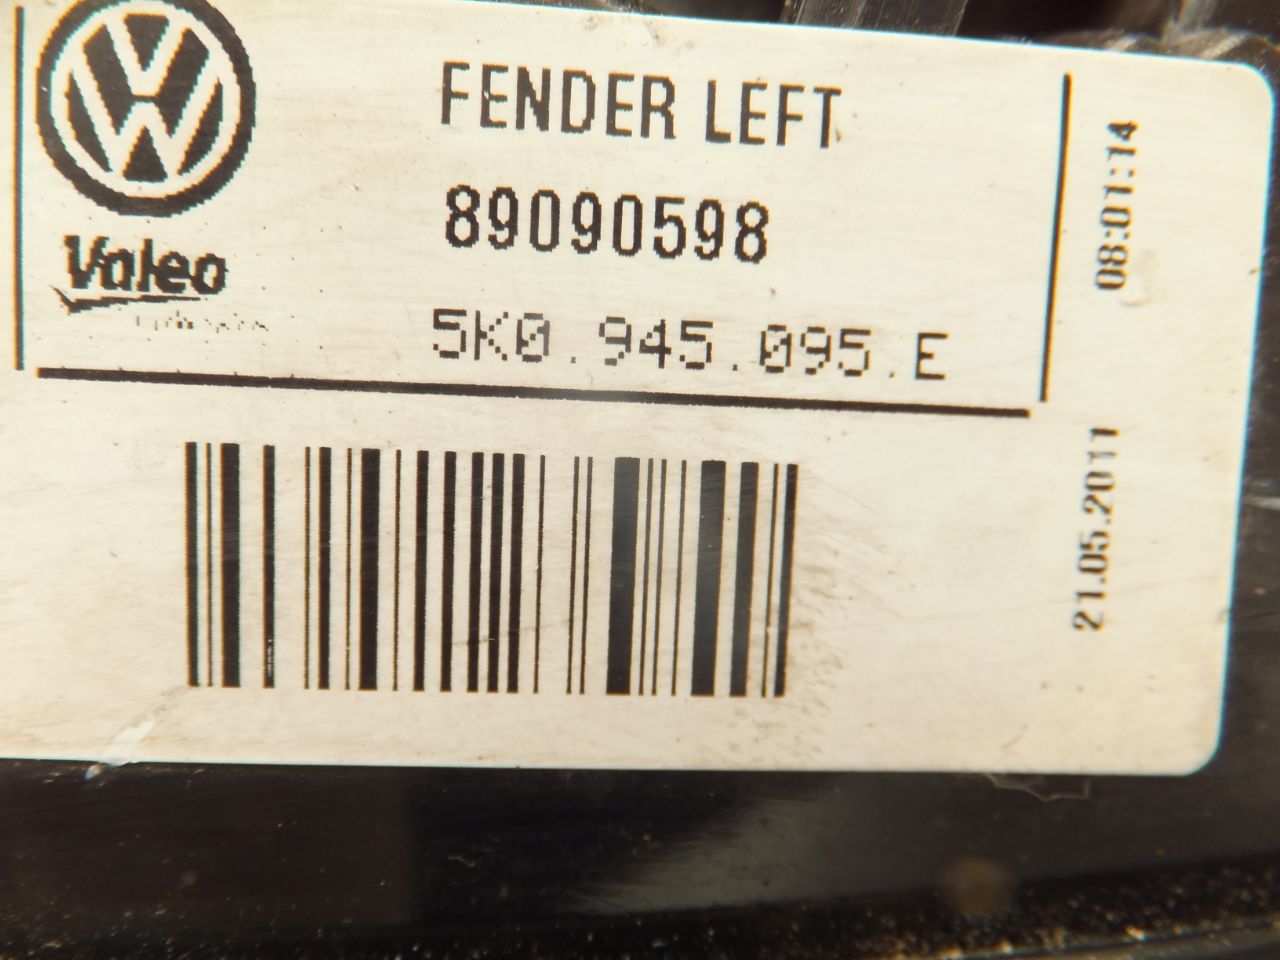 FENDER LEFT
89090598
Valeo
5K0.945.095.E
08:01:14
21.05.2011